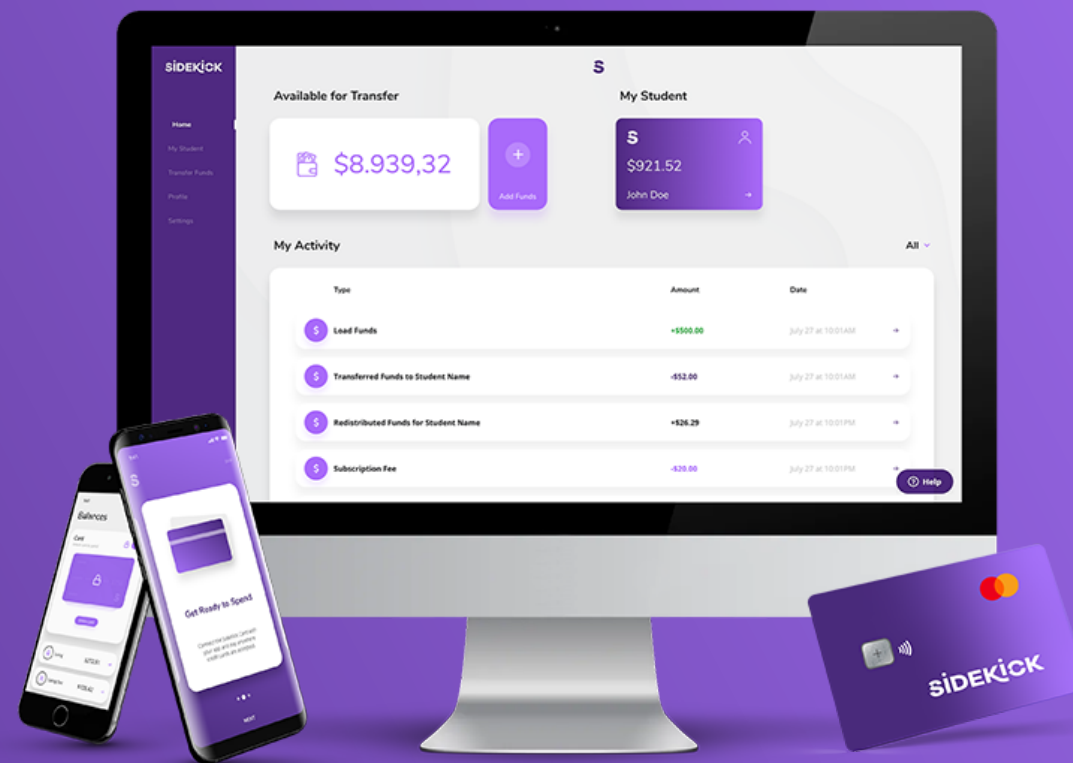 SIDEKICK
S
Available for Transfer
My Student
Home
My Student
Transfer Funds
Profile
Settings
$8.939,32
Add Funds
S
$921.52
John Doe
My Activity
All
Type
Amount
Date
$
Load Funds
+$500.00
July 27 at 10:01AM
$
Transferred Funds to Student Name
-$52.00
July 27 at 10:01AM
$
Redistributed Funds for Student Name
+$26.29
July 27 at 10:01PM
$
Subscription Fee
-$20.00
July 27 at 10:01PM
Help
Balances
Card
S
Get Ready to Spend
NEXT
SIDEKICK